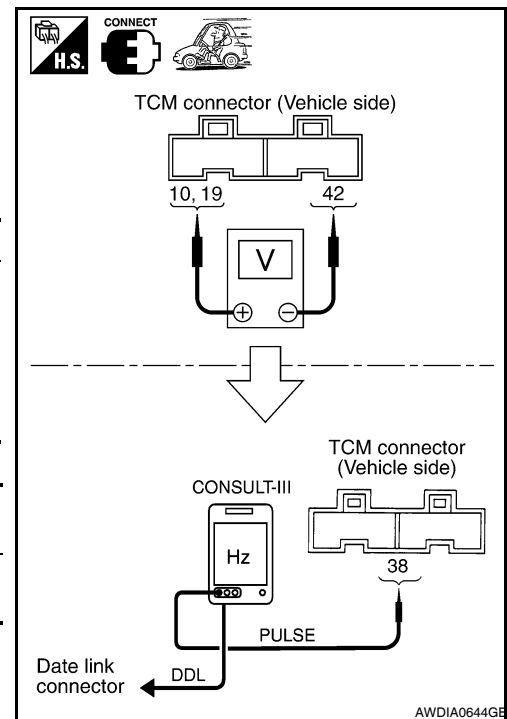 H.S.
CONNECT
TCM connector (Vehicle side)
10, 19
42
V
+
−
TCM connector
(Vehicle side)
CONSULT-III
Hz
38
PULSE
Date link
connector
DDL
AWDIA0644GB